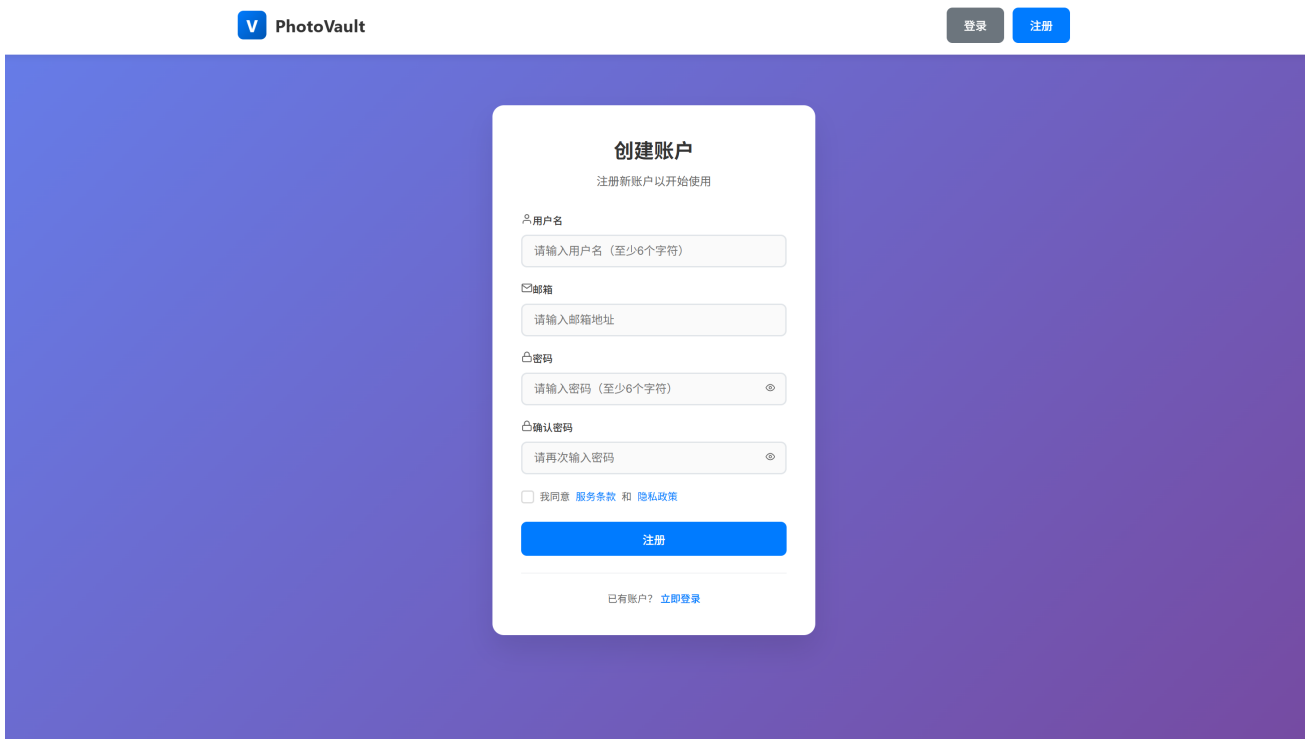 V PhotoVault
登录 注册
创建账户
注册新账户以开始使用
用户名
请输入用户名（至少6个字符）
邮箱
请输入邮箱地址
密码
请输入密码（至少6个字符）
确认密码
请再次输入密码
我同意 服务条款 和 隐私政策
注册
已有账户？ 立即登录